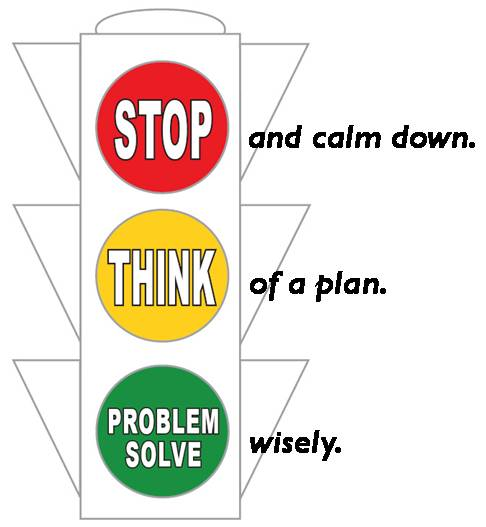 STOP and calm down.
THINK of a plan.
PROBLEM
SOLVE wisely.